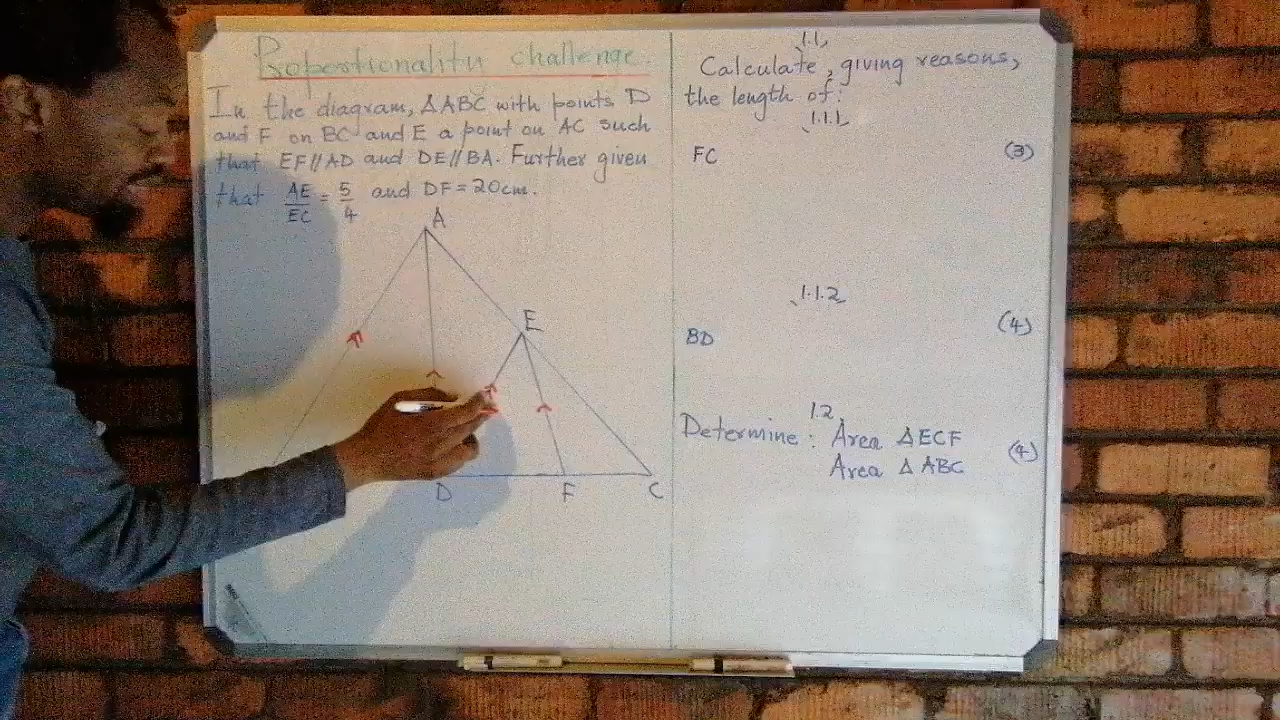 Proportionality challenge.
In the diagram, ΔABC with points D
and F on BC and E a point on AC such
that EF//AD and DE//BA. Further given
that AE/EC = 5/4 and DF = 20cm.
A
E
D F C
1.1
Calculate, giving reasons,
the length of:
1.1.1
FC (3)
1.1.2
BD (4)
1.2
Determine: Area ΔECF
Area Δ ABC (4)